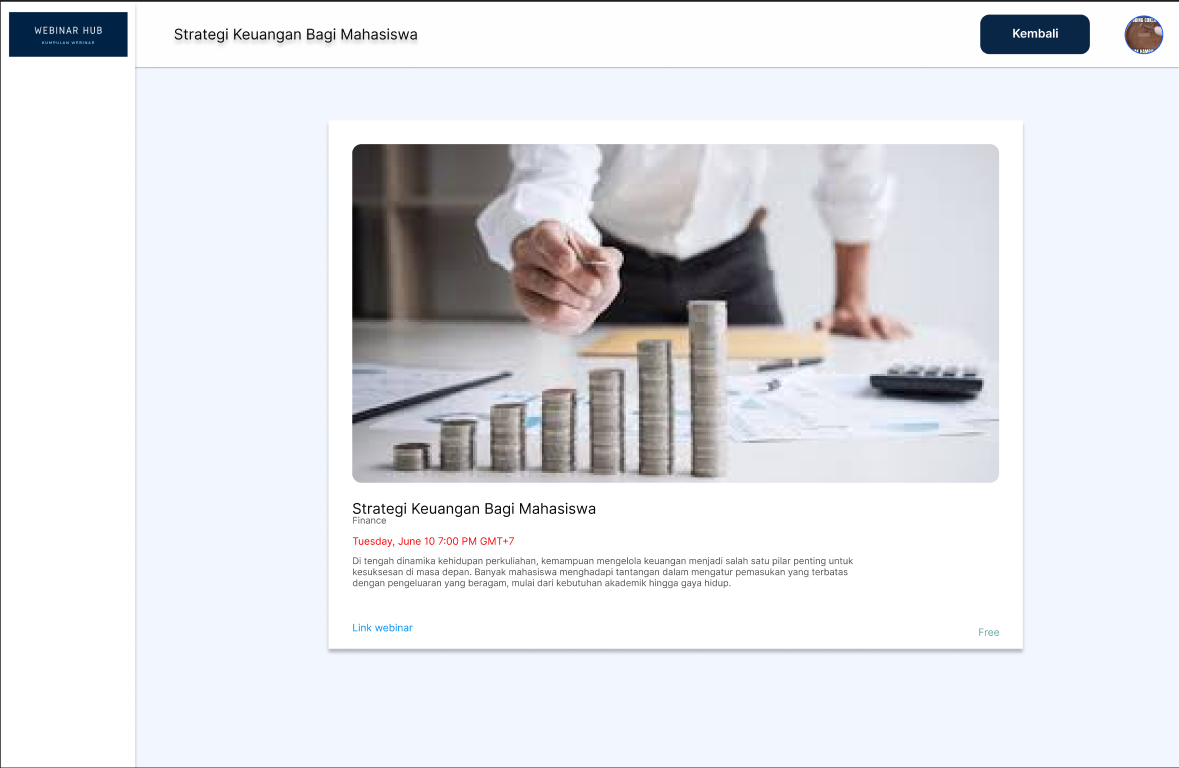 WEBINAR HUB
KUMPULAN WEBINAR
Strategi Keuangan Bagi Mahasiswa
Kembali
Strategi Keuangan Bagi Mahasiswa
Finance
Tuesday, June 10 7:00 PM GMT+7
Di tengah dinamika kehidupan perkuliahan, kemampuan mengelola keuangan menjadi salah satu pilar penting untuk
kesuksesan di masa depan. Banyak mahasiswa menghadapi tantangan dalam mengatur pemasukan yang terbatas
dengan pengeluaran yang beragam, mulai dari kebutuhan akademik hingga gaya hidup.
Link webinar
Free